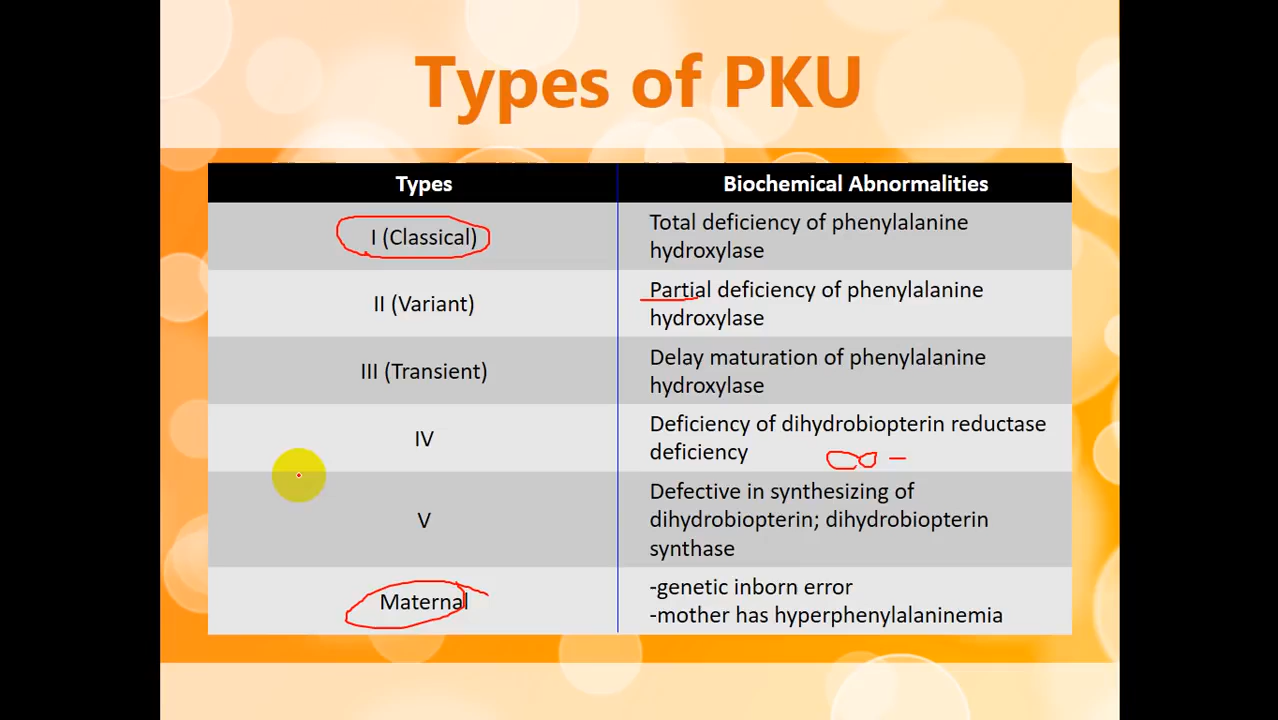 Types of PKU
Types
Biochemical Abnormalities
I (Classical)
Total deficiency of phenylalanine
hydroxylase
II (Variant)
Partial deficiency of phenylalanine
hydroxylase
III (Transient)
Delay maturation of phenylalanine
hydroxylase
IV
Deficiency of dihydrobiopterin reductase
deficiency
V
Defective in synthesizing of
dihydrobiopterin; dihydrobiopterin
synthase
Maternal
-genetic inborn error
-mother has hyperphenylalaninemia